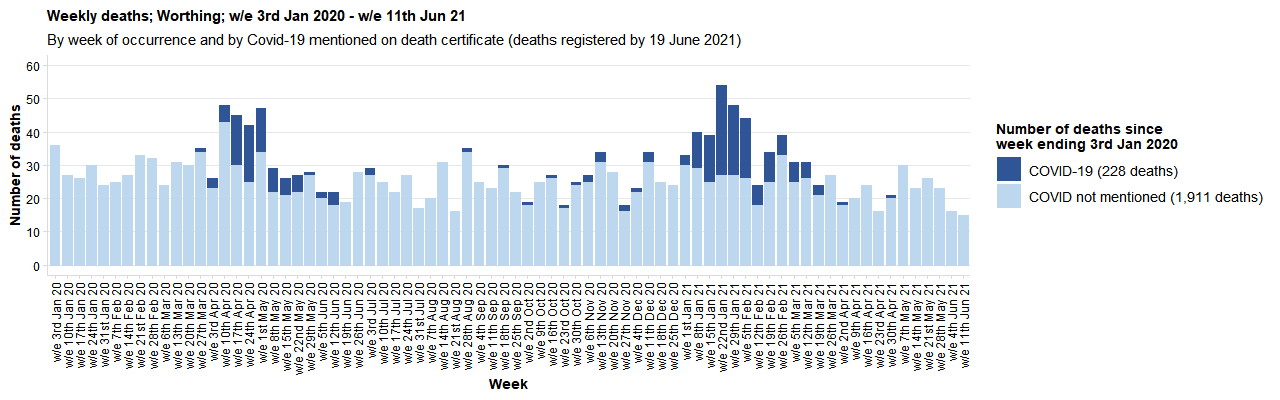 Weekly deaths; Worthing; w/e 3rd Jan 2020 - w/e 11th Jun 21
By week of occurrence and by Covid-19 mentioned on death certificate (deaths registered by 19 June 2021)
Number of deaths
60
50
40
30
20
10
0
w/e 3rd Jan 20
w/e 10th Jan 20
w/e 17th Jan 20
w/e 24th Jan 20
w/e 31st Jan 20
w/e 7th Feb 20
w/e 14th Feb 20
w/e 21st Feb 20
w/e 28th Feb 20
w/e 6th Mar 20
w/e 13th Mar 20
w/e 20th Mar 20
w/e 27th Mar 20
w/e 3rd Apr 20
w/e 10th Apr 20
w/e 17th Apr 20
w/e 24th Apr 20
w/e 1st May 20
w/e 8th May 20
w/e 15th May 20
w/e 22nd May 20
w/e 29th May 20
w/e 5th Jun 20
w/e 12th Jun 20
w/e 19th Jun 20
w/e 26th Jun 20
w/e 3rd Jul 20
w/e 10th Jul 20
w/e 17th Jul 20
w/e 24th Jul 20
w/e 31st Jul 20
w/e 7th Aug 20
w/e 14th Aug 20
w/e 21st Aug 20
w/e 28th Aug 20
w/e 4th Sep 20
w/e 11th Sep 20
w/e 18th Sep 20
w/e 25th Sep 20
w/e 2nd Oct 20
w/e 9th Oct 20
w/e 16th Oct 20
w/e 23rd Oct 20
w/e 30th Oct 20
w/e 6th Nov 20
w/e 13th Nov 20
w/e 20th Nov 20
w/e 27th Nov 20
w/e 4th Dec 20
w/e 11th Dec 20
w/e 18th Dec 20
w/e 25th Dec 20
w/e 1st Jan 21
w/e 8th Jan 21
w/e 15th Jan 21
w/e 22nd Jan 21
w/e 29th Jan 21
w/e 5th Feb 21
w/e 12th Feb 21
w/e 19th Feb 21
w/e 26th Feb 21
w/e 5th Mar 21
w/e 12th Mar 21
w/e 19th Mar 21
w/e 26th Mar 21
w/e 2nd Apr 21
w/e 9th Apr 21
w/e 16th Apr 21
w/e 23rd Apr 21
w/e 30th Apr 21
w/e 7th May 21
w/e 14th May 21
w/e 21st May 21
w/e 28th May 21
w/e 4th Jun 21
w/e 11th Jun 21
Week
Number of deaths since
week ending 3rd Jan 2020
COVID-19 (228 deaths)
COVID not mentioned (1,911 deaths)